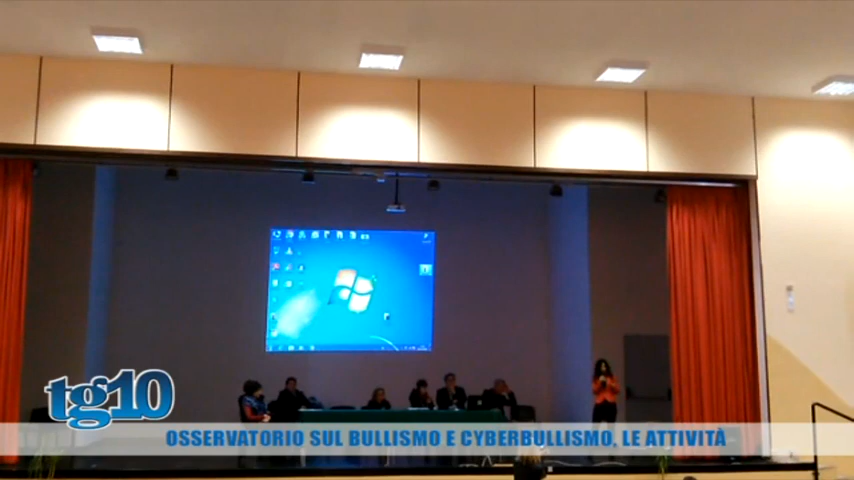 tg10
OSSERVATORIO SUL BULLISMO E CYBERBULLISMO, LE ATTIVITÀ